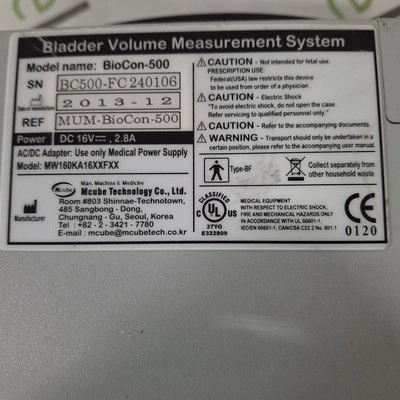 Bladder Volume Measurement System
Model name: BioCon-500
SN BC500-FC240106
Date of manufacture 2013-12
REF MUM-BioCon-500
Power DC 16V⎓, 2.8A
AC/DC Adapter: Use only Medical Power Supply
Model: MW160KA16XXFXX
Manufacturer
Mcube
Man, Machine & Medicine
Mcube Technology Co., Ltd.
Room #803 Shinnae-Technotown,
485 Sangbong - Dong,
Chungnang - Gu, Seoul, Korea
Tel : +82 - 2 - 3421 - 7780
E-mail : mcube@mcubetech.co.kr
CAUTION - Not intended for fetal use.
PRESCRIPTION USE:
Federal(USA) law restricts this device
to be used from order of a physician.
CAUTION - Electric Shock
"To avoid electric shock, do not open the case.
Refer servicing to qualified personnel only."
CAUTION - Refer to the accompanying documents.
WARNING - Transport should be undertaken in a
certain position, please refer to the accompanying user manual.
Type-BF
Collect separately from
other household waste
CLASSIFIED
C UL US
37YG
E322809
MEDICAL EQUIPMENT
WITH RESPECT TO ELECTRIC SHOCK,
FIRE AND MECHANICAL HAZARDS ONLY
IN ACCORDANCE WITH UL 60601-1,
IEC/EN 60601-1, CAN/CSA C22.2 No. 601.1
CE
0120